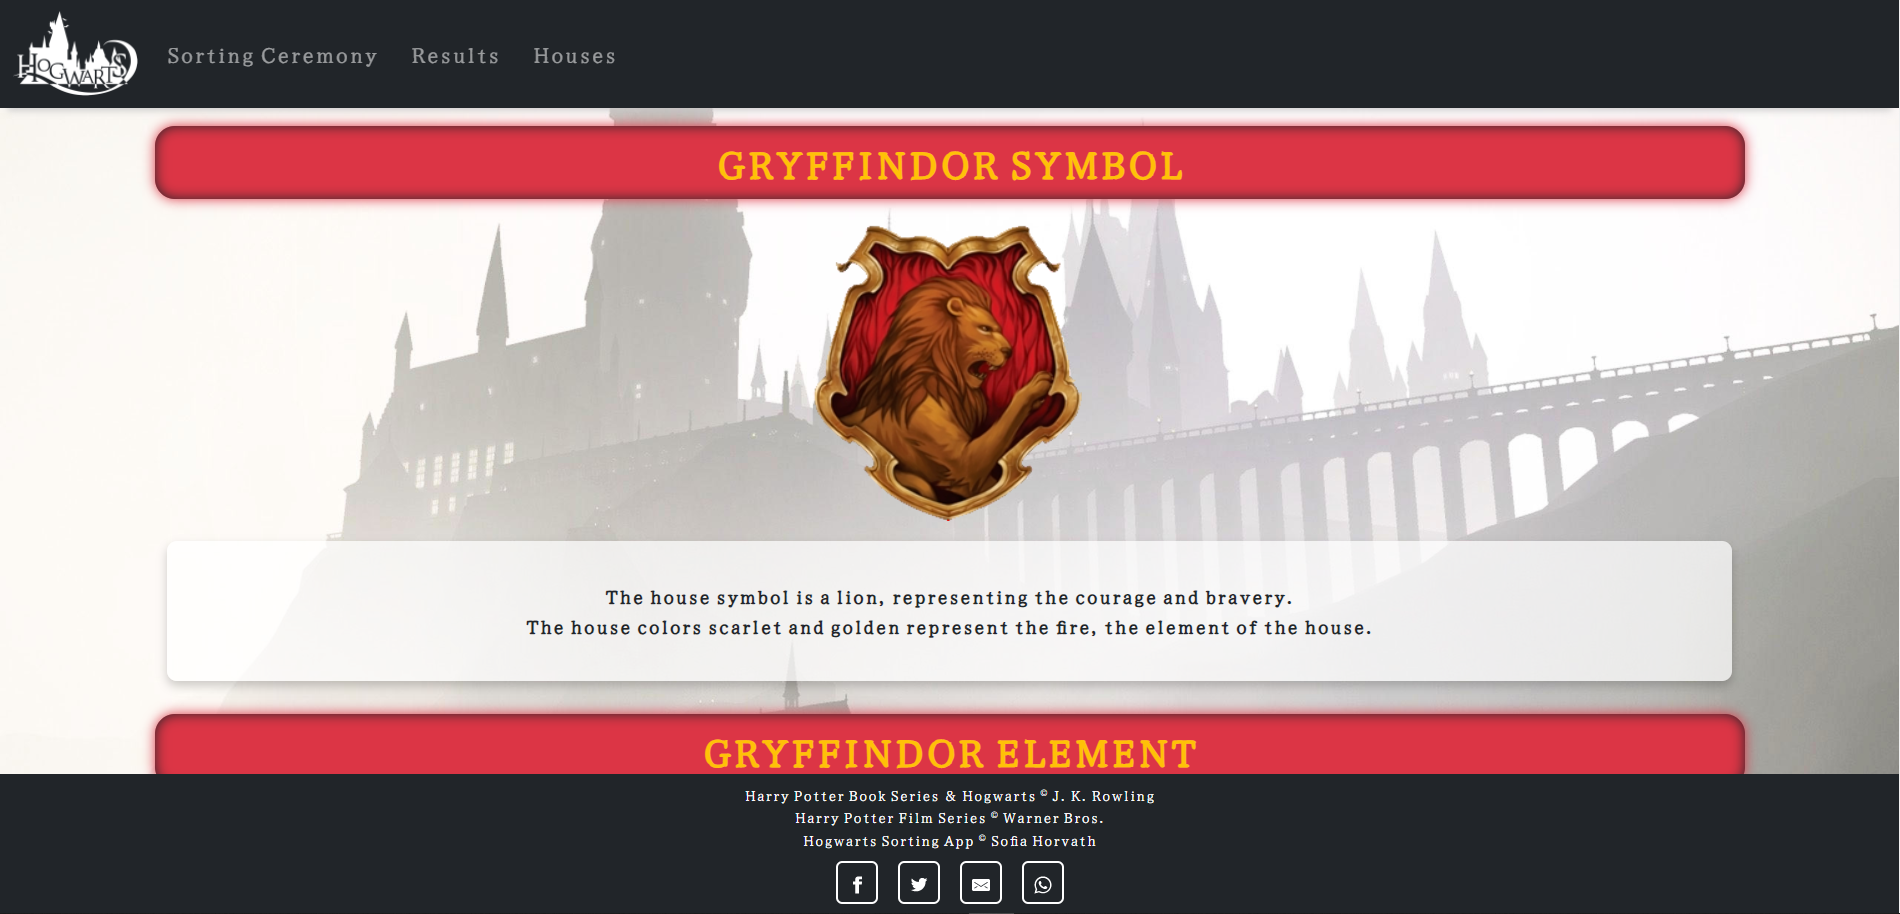 HOGWARTS
Sorting Ceremony
Results
Houses
GRYFFINDOR SYMBOL
The house symbol is a lion, representing the courage and bravery.
The house colors scarlet and golden represent the fire, the element of the house.
GRYFFINDOR ELEMENT
Harry Potter Book Series & Hogwarts © J. K. Rowling
Harry Potter Film Series © Warner Bros.
Hogwarts Sorting App © Sofia Horvath